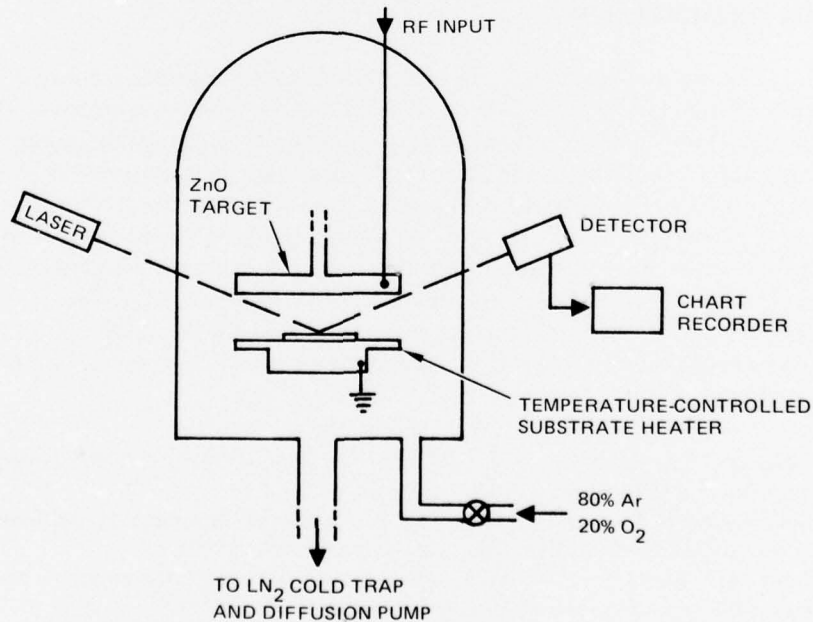 RF INPUT
ZnO
TARGET
LASER
DETECTOR
CHART
RECORDER
TEMPERATURE-CONTROLLED
SUBSTRATE HEATER
80% Ar
20% O₂
TO LN₂ COLD TRAP
AND DIFFUSION PUMP